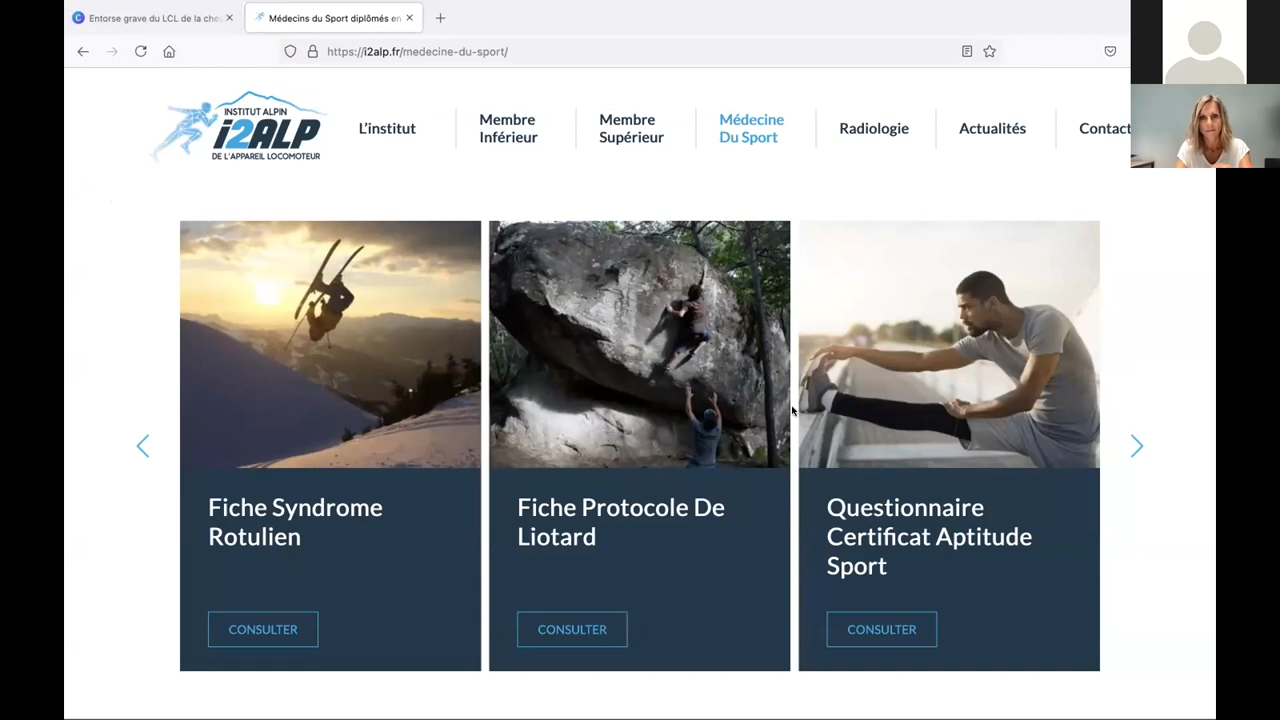 Entorse grave du LCL de la che
Médecins du Sport diplômés en
https://i2alp.fr/medecine-du-sport/
INSTITUT ALPIN
i2ALP
DE L'APPAREIL LOCOMOTEUR
L'institut
Membre
Inférieur
Membre
Supérieur
Médecine
Du Sport
Radiologie
Actualités
Contact
Fiche Syndrome
Rotulien
CONSULTER
Fiche Protocole De
Liotard
CONSULTER
Questionnaire
Certificat Aptitude
Sport
CONSULTER